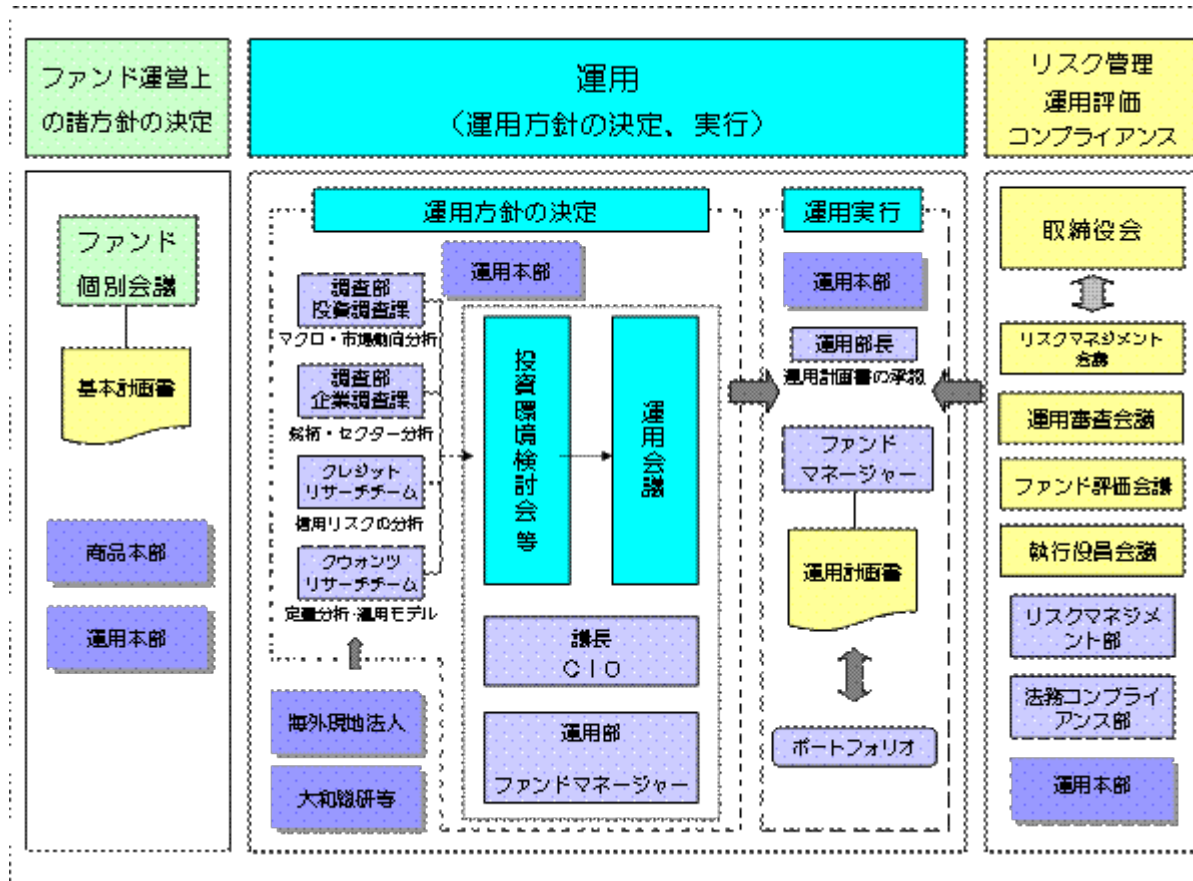 ファンド運営上
の諸方針の決定
運用
（運用方針の決定、実行）
リスク管理
運用評価
コンプライアンス
ファンド
個別会議
基本計画書
商品本部
運用本部
運用方針の決定
運用本部
調査部
投資調査課
マクロ・市場動向分析
調査部
企業調査課
銘柄・セクター分析
クレジット
リサーチチーム
信用リスクの分析
クウォンツ
リサーチチーム
定量分析・運用モデル
海外現地法人
大和総研等
投資環境検討会等
運用会議
議長
ＣＩＯ
運用部
ファンドマネージャー
運用実行
運用本部
運用部長
運用計画書の承認
ファンド
マネージャー
運用計画書
ポートフォリオ
取締役会
リスクマネジメント
会議
運用審査会議
ファンド評価会議
執行役員会議
リスクマネジメ
ント部
法務コンプライ
アンス部
運用本部